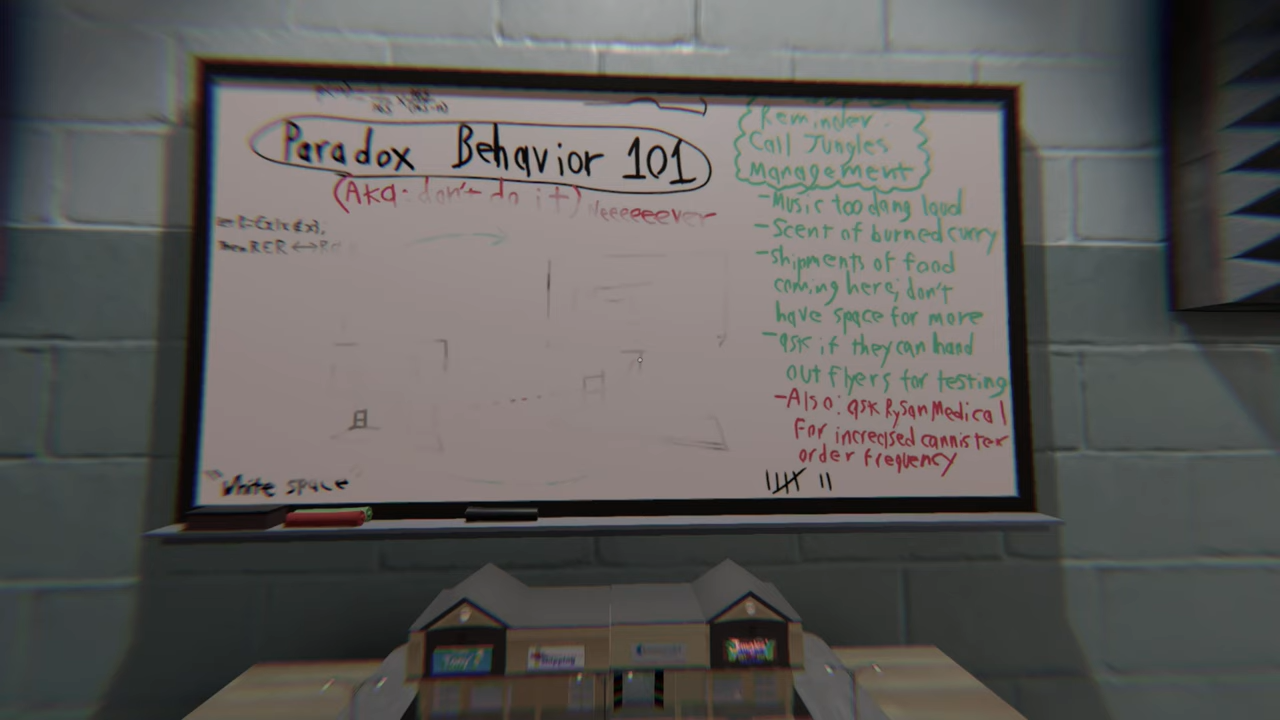 Paradox Behavior 101
(AKA: don't do it) Neeeeeever
Reminder:
Call Jungles
Management
-Music too dang loud
-Scent of burned curry
-Shipments of food
coming here; don't
have space for more
-ask if they can hand
out flyers for testing
-Also: ask RySan Medical
For increased cannister
order frequency
"White space"
Shipping